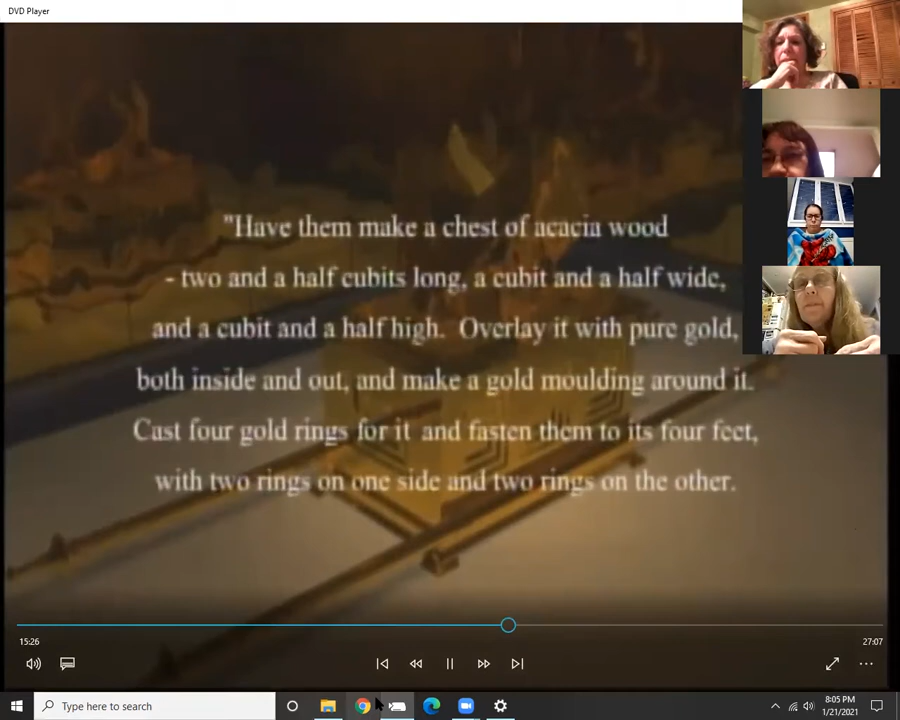 DVD Player
"Have them make a chest of acacia wood
- two and a half cubits long, a cubit and a half wide,
and a cubit and a half high. Overlay it with pure gold,
both inside and out, and make a gold moulding around it.
Cast four gold rings for it and fasten them to its four feet,
with two rings on one side and two rings on the other.
15:26
27:07
Type here to search
8:05 PM
1/21/2021